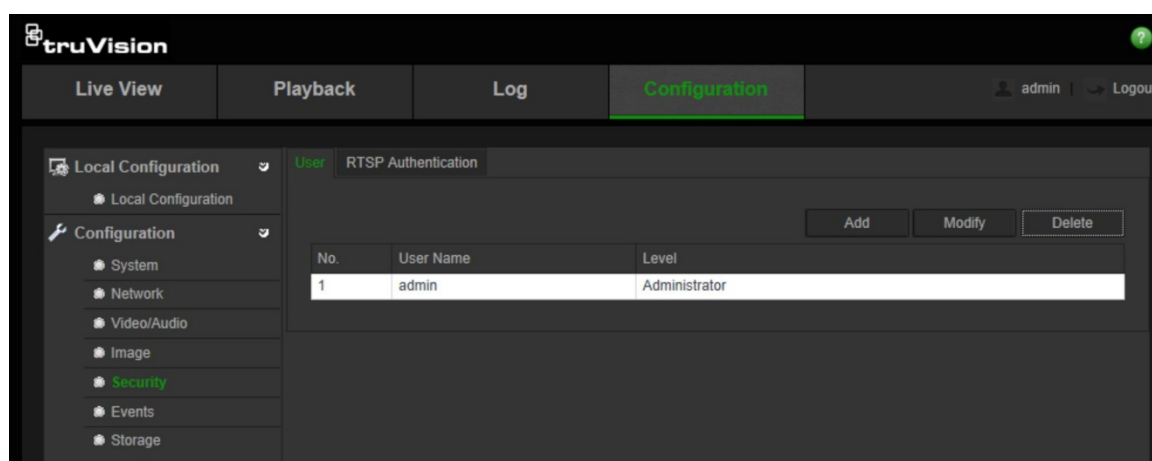 truVision
?
Live View Playback Log Configuration admin | Logou
Local Configuration
Local Configuration
Configuration
System
Network
Video/Audio
Image
Security
Events
Storage
User RTSP Authentication
Add Modify Delete
No. User Name Level
1 admin Administrator